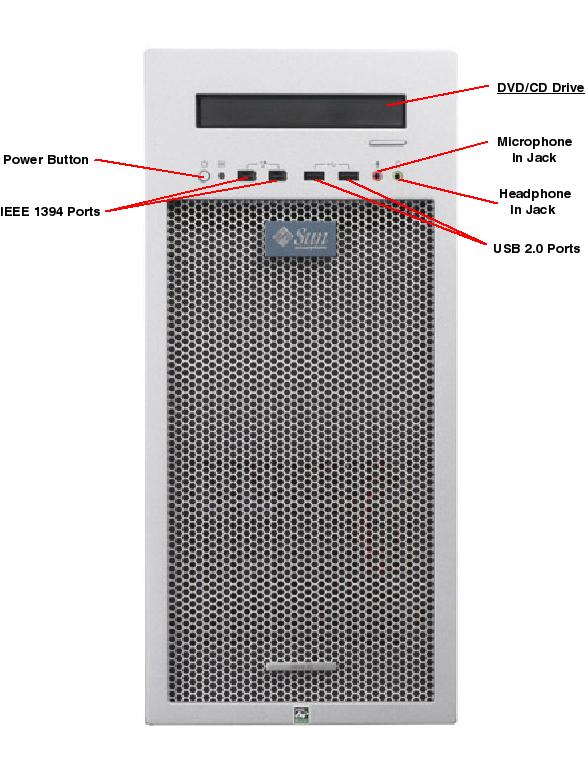 DVD/CD Drive
Microphone
In Jack
Power Button
Headphone
In Jack
IEEE 1394 Ports
USB 2.0 Ports
Sun